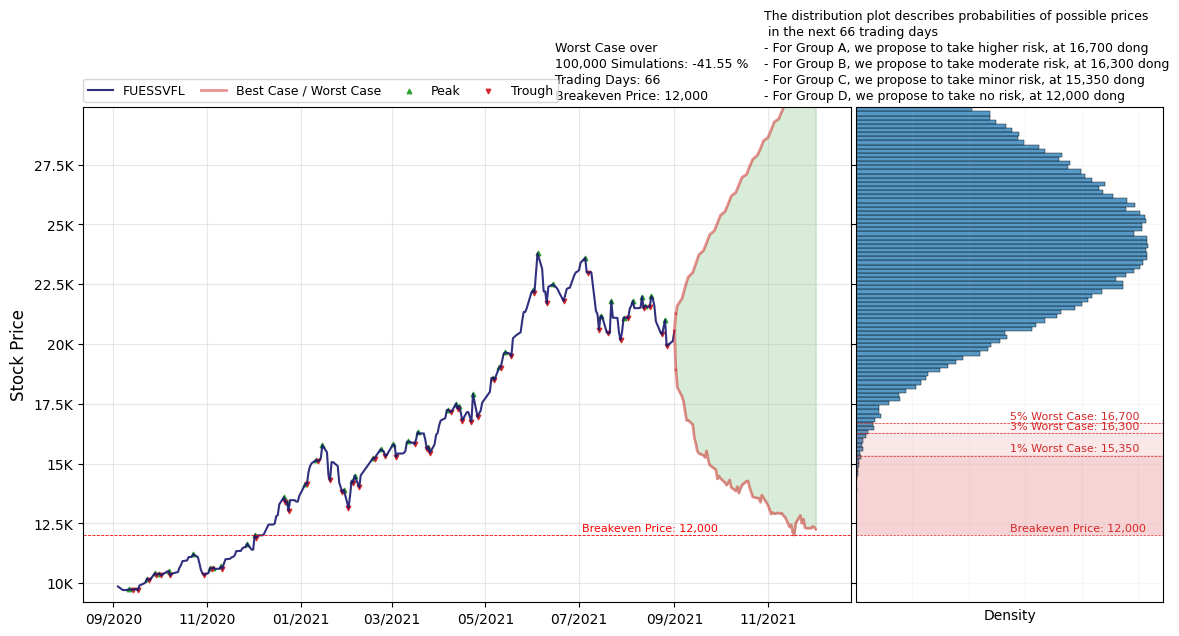 The distribution plot describes probabilities of possible prices
in the next 66 trading days
- For Group A, we propose to take higher risk, at 16,700 dong
- For Group B, we propose to take moderate risk, at 16,300 dong
- For Group C, we propose to take minor risk, at 15,350 dong
- For Group D, we propose to take no risk, at 12,000 dong
Worst Case over
100,000 Simulations: -41.55 %
Trading Days: 66
Breakeven Price: 12,000
FUESSVFL
Best Case / Worst Case
Peak
Trough
Stock Price
27.5K
25K
22.5K
20K
17.5K
15K
12.5K
10K
Breakeven Price: 12,000
09/2020
11/2020
01/2021
03/2021
05/2021
07/2021
09/2021
11/2021
5% Worst Case: 16,700
3% Worst Case: 16,300
1% Worst Case: 15,350
Breakeven Price: 12,000
Density